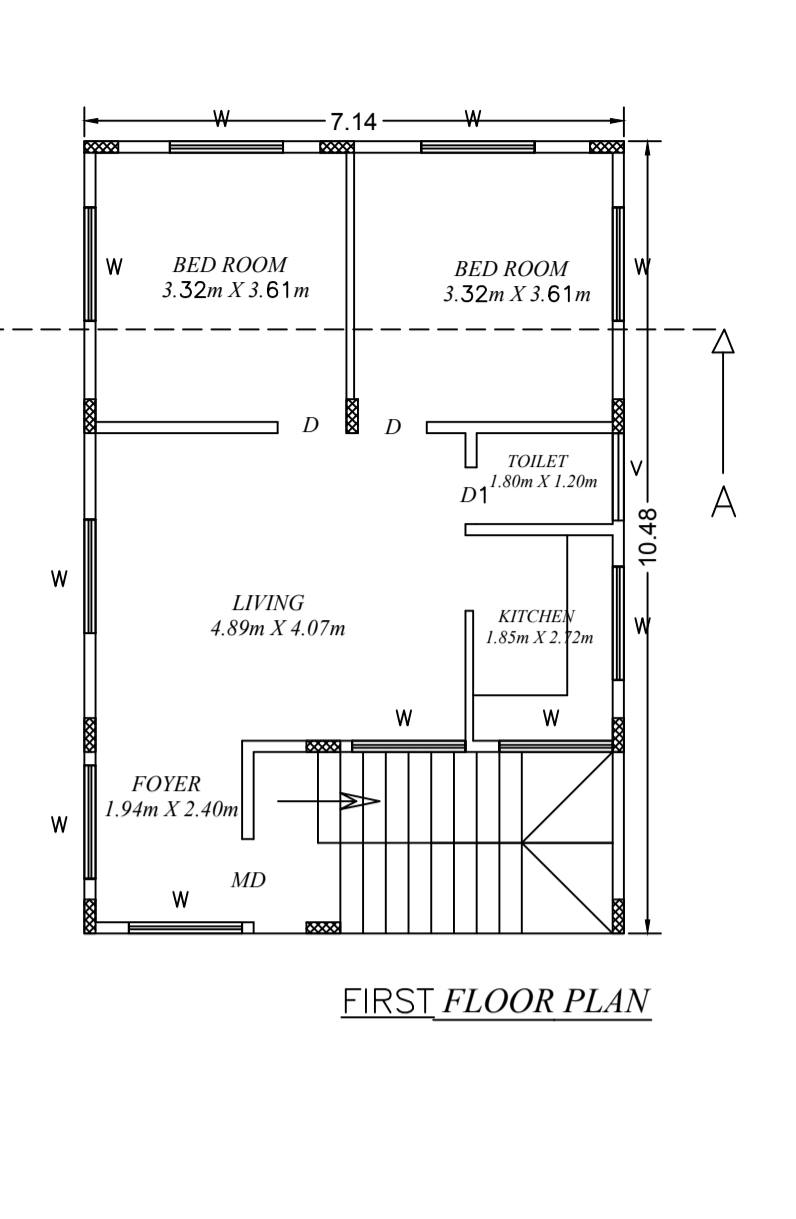 W W
7.14
BED ROOM
3.32m X 3.61m
BED ROOM
3.32m X 3.61m
W
W
D
D
TOILET
1.80m X 1.20m
V
D1
A
10.48
W
LIVING
4.89m X 4.07m
KITCHEN
1.85m X 2.72m
W
W
W
FOYER
1.94m X 2.40m
W
MD
W
FIRST FLOOR PLAN